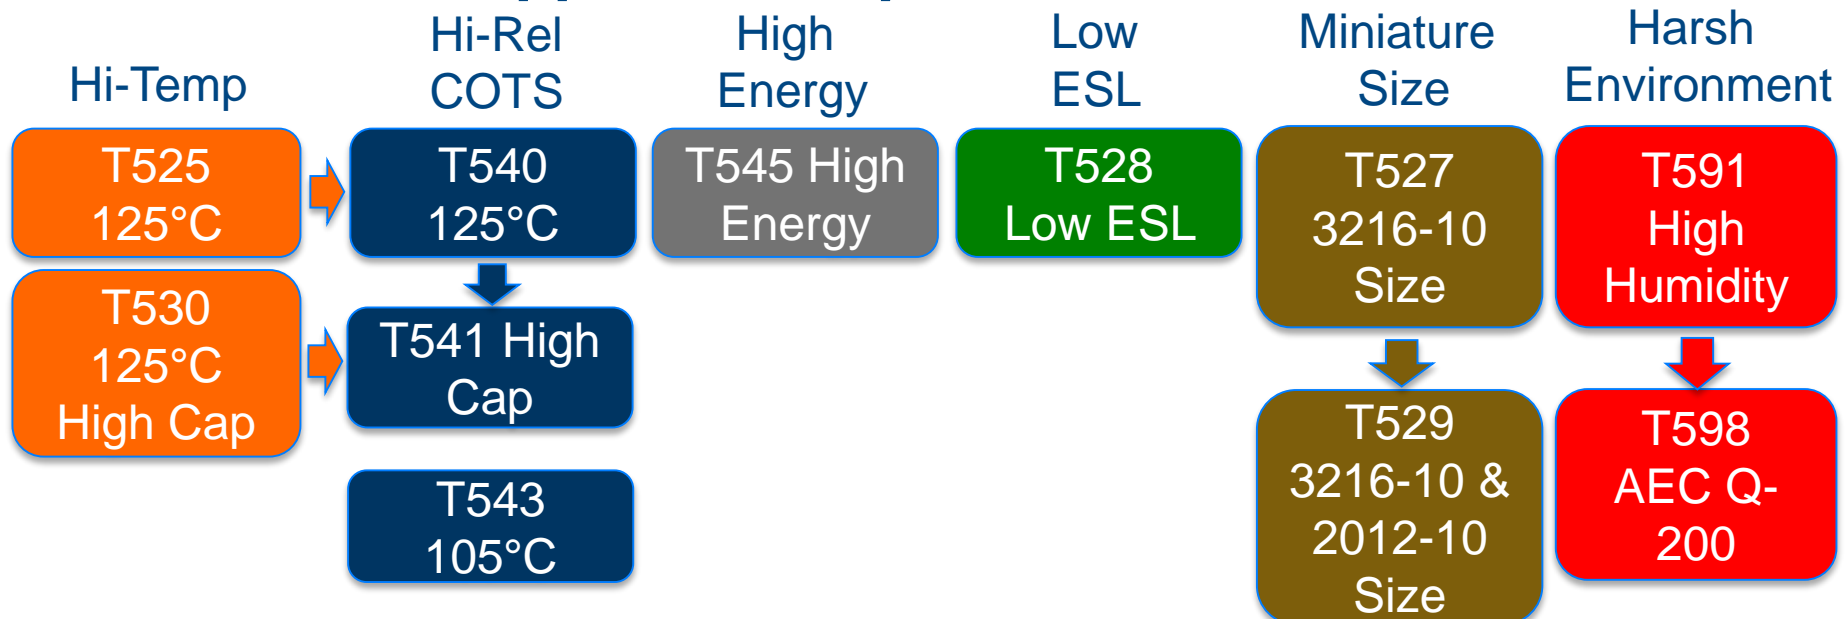 Hi-Temp
Hi-Rel
COTS
High
Energy
Low
ESL
Miniature
Size
Harsh
Environment
T525
125°C
T530
125°C
High Cap
T540
125°C
T541 High
Cap
T543
105°C
T545 High
Energy
T528
Low ESL
T527
3216-10
Size
T529
3216-10 &
2012-10
Size
T591
High
Humidity
T598
AEC Q-
200